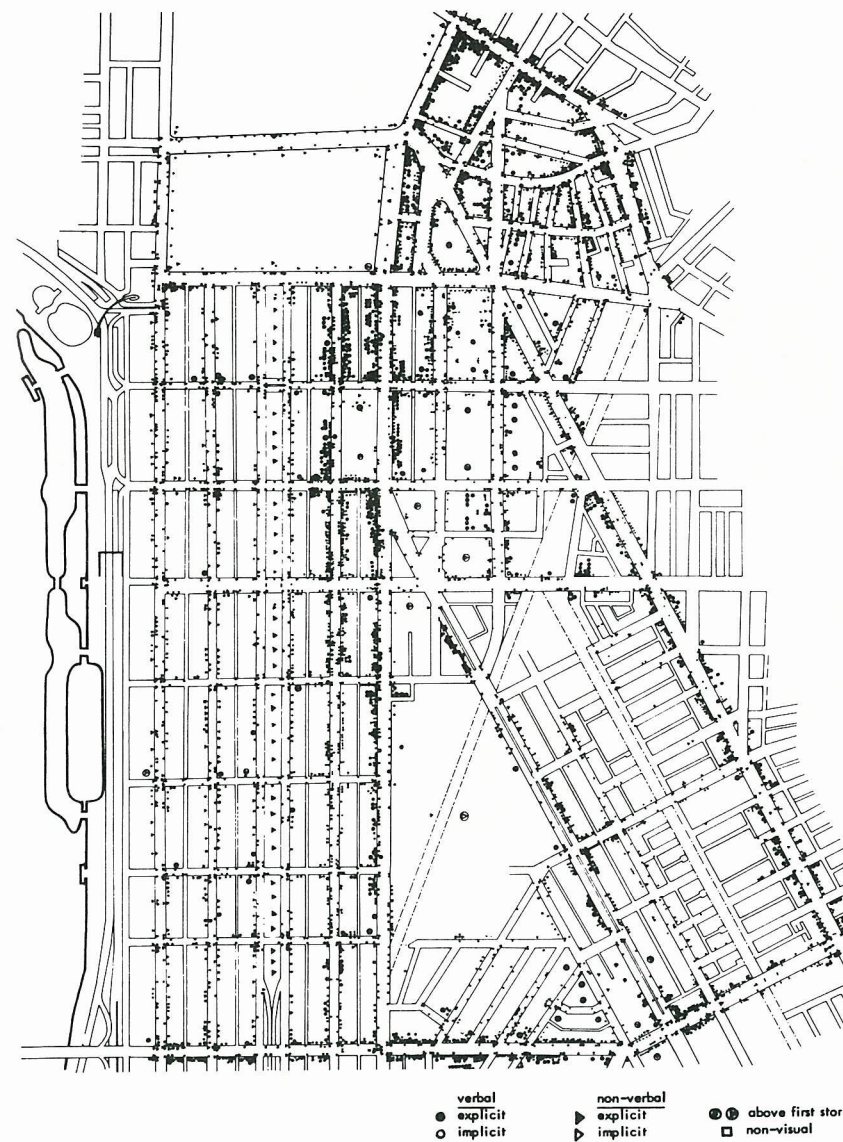 verbal non-verbal
explicit explicit above first stor
implicit implicit non-visual